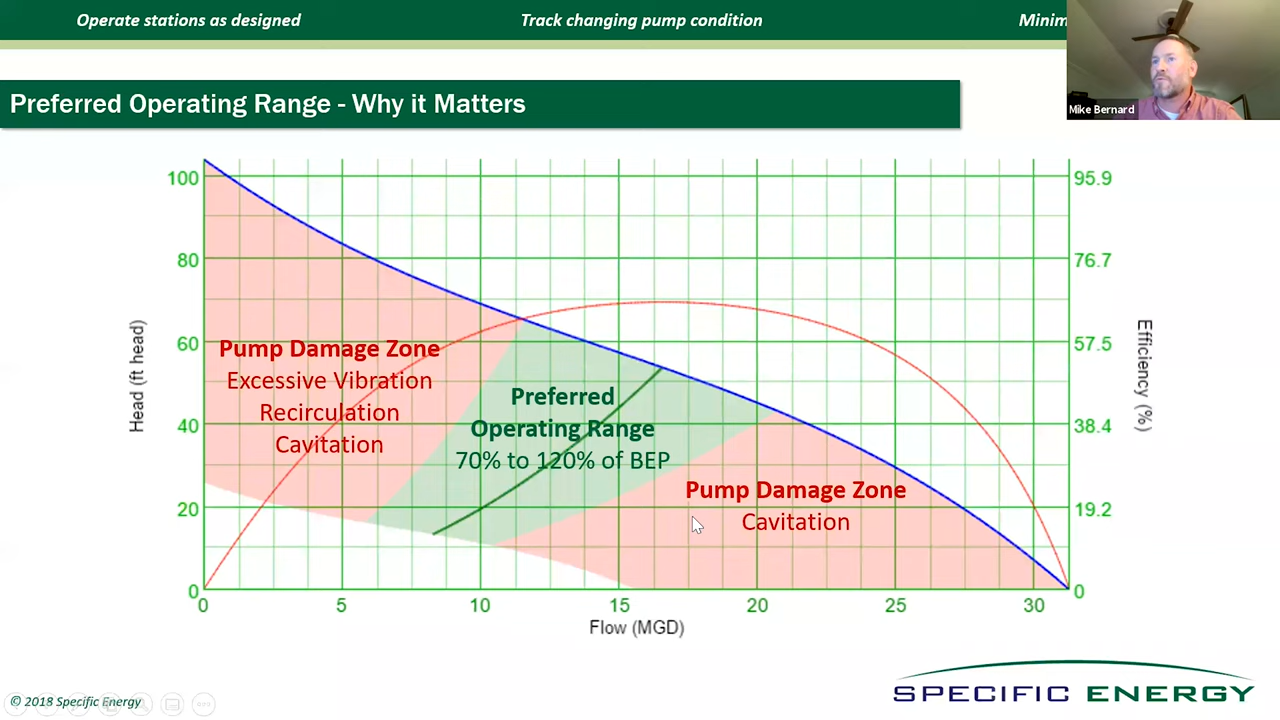 Operate stations as designed
Track changing pump condition
Minim
Mike Bernard
Preferred Operating Range - Why it Matters
100
80
60
40
20
0
95.9
76.7
57.5
38.4
19.2
0
Head (ft head)
Efficiency (%)
Pump Damage Zone
Excessive Vibration
Recirculation
Cavitation
Preferred
Operating Range
70% to 120% of BEP
Pump Damage Zone
Cavitation
0 5 10 15 20 25 30
Flow (MGD)
© 2018 Specific Energy
SPECIFIC ENERGY